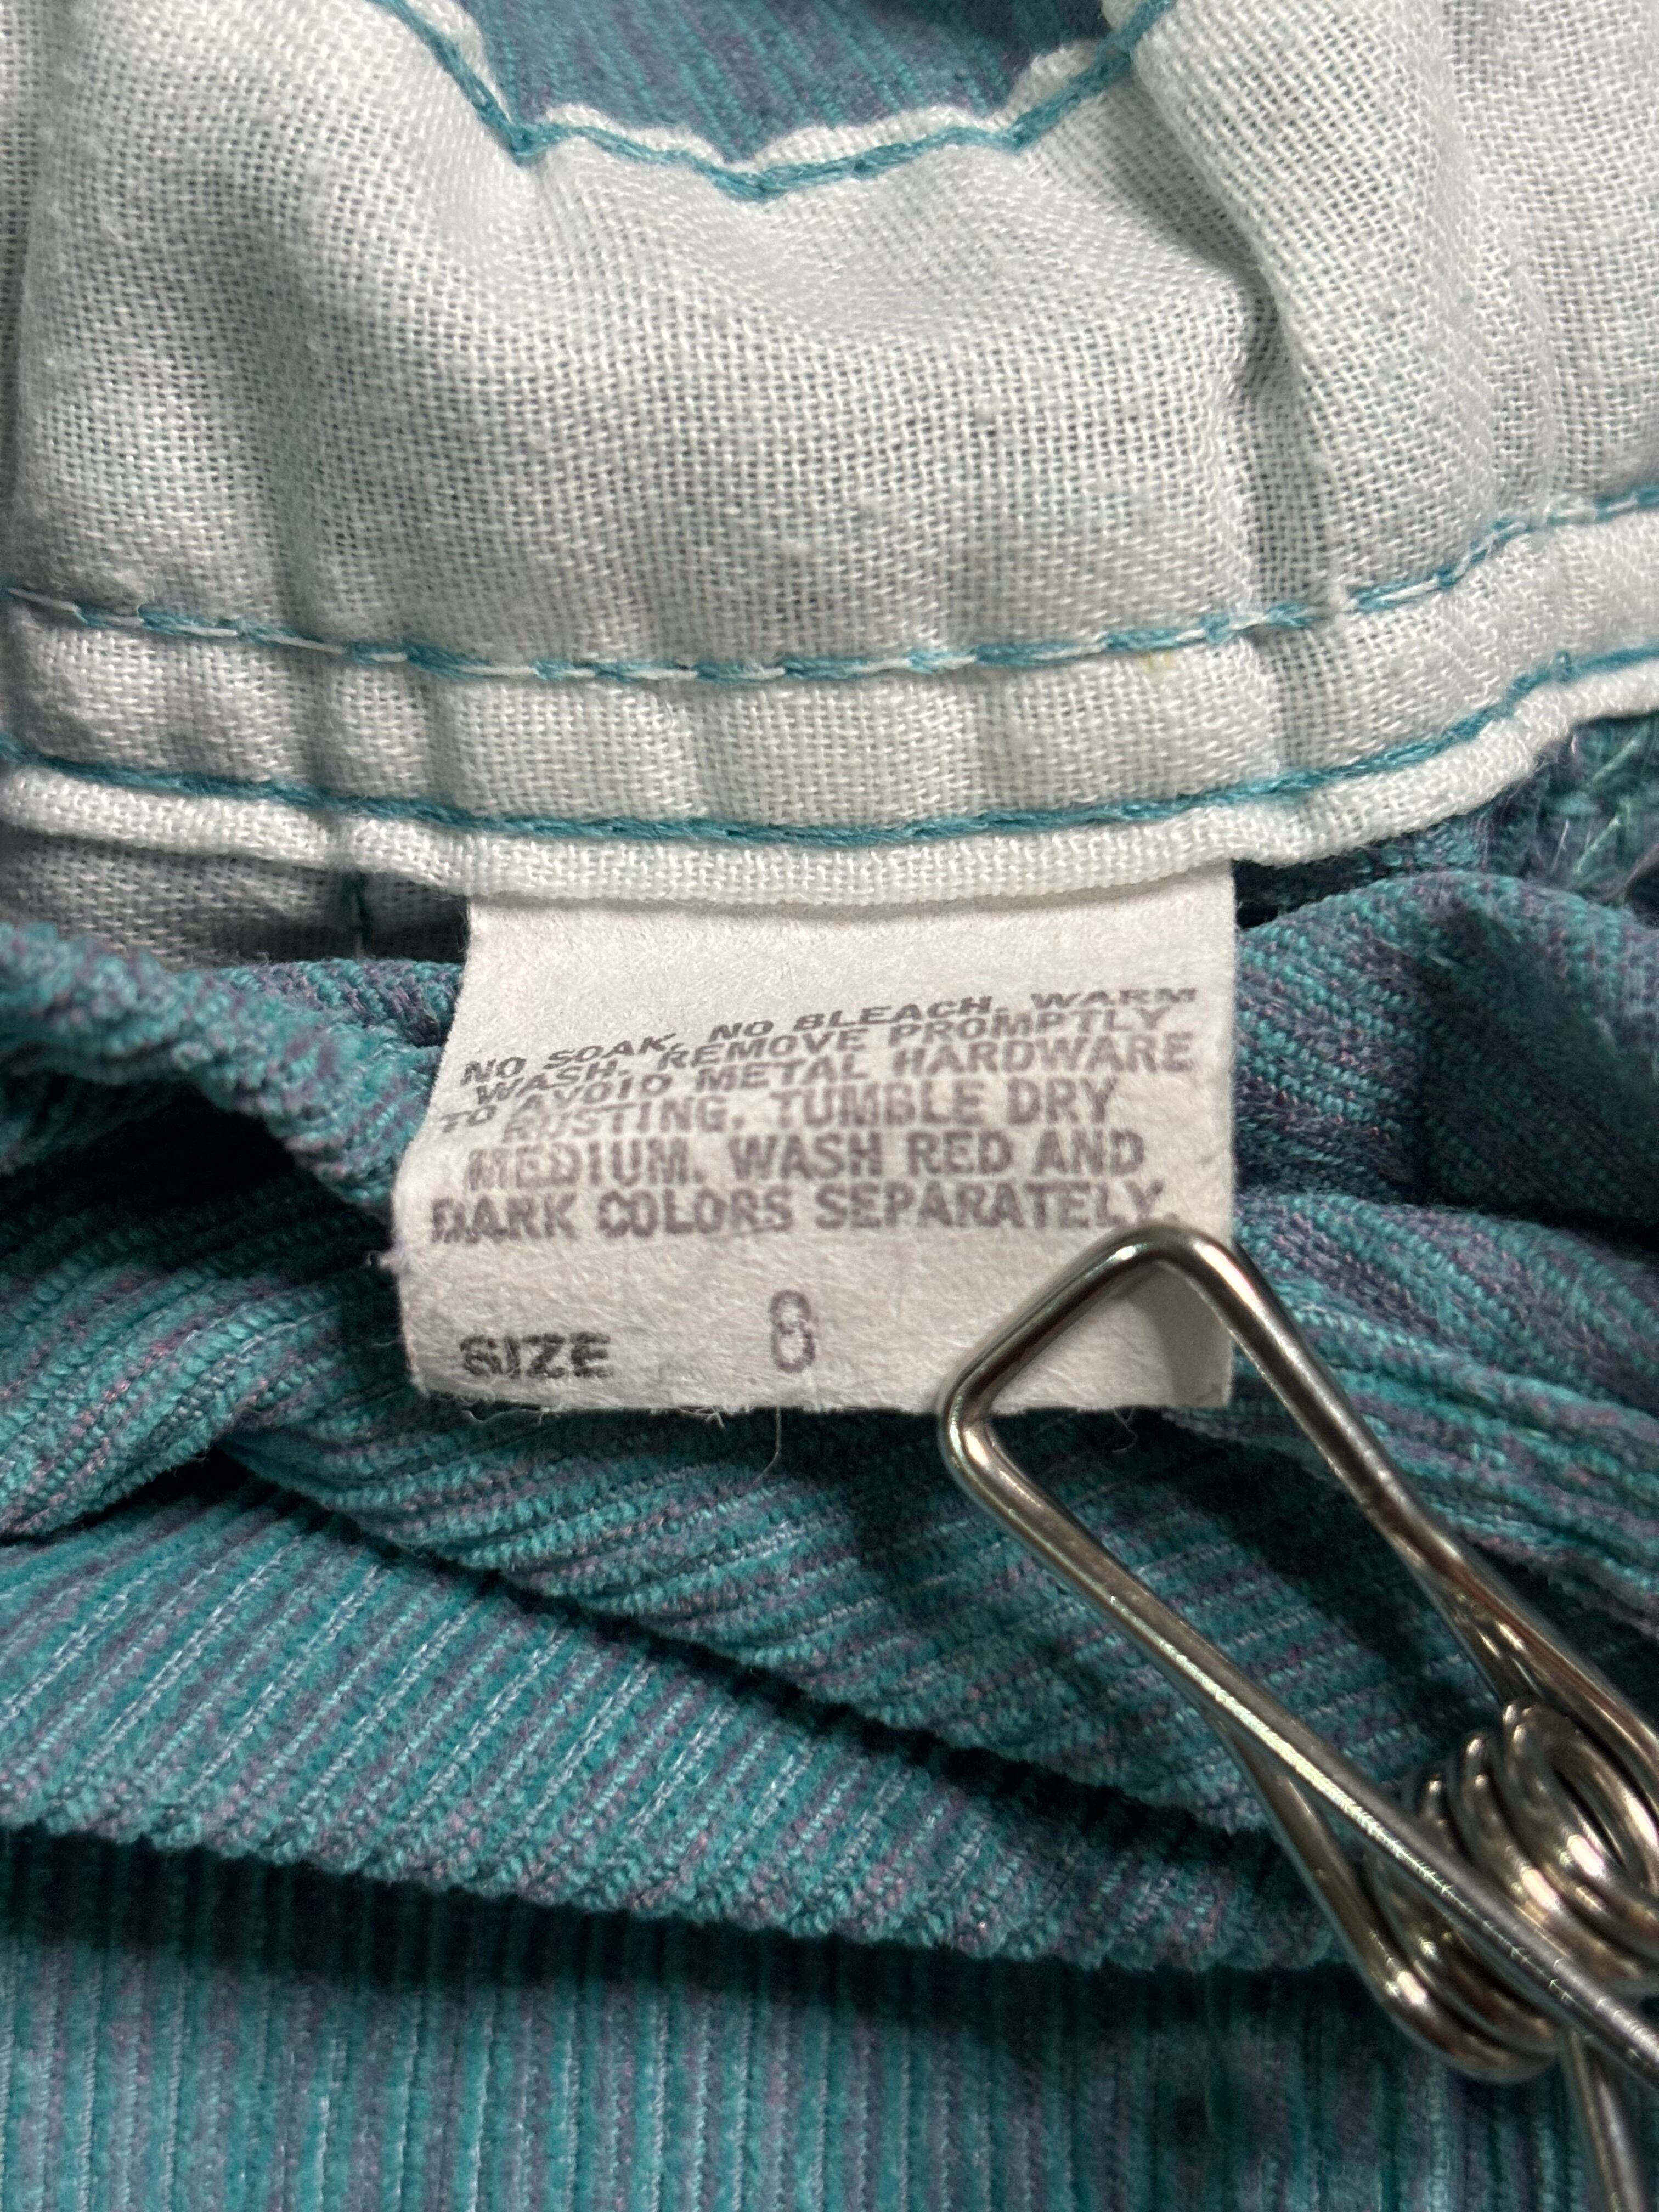 NO SOAK, NO BLEACH, WARM
WASH, REMOVE PROMPTLY
TO AVOID METAL HARDWARE
RUSTING, TUMBLE DRY
MEDIUM, WASH RED AND
DARK COLORS SEPARATELY.
SIZE 8